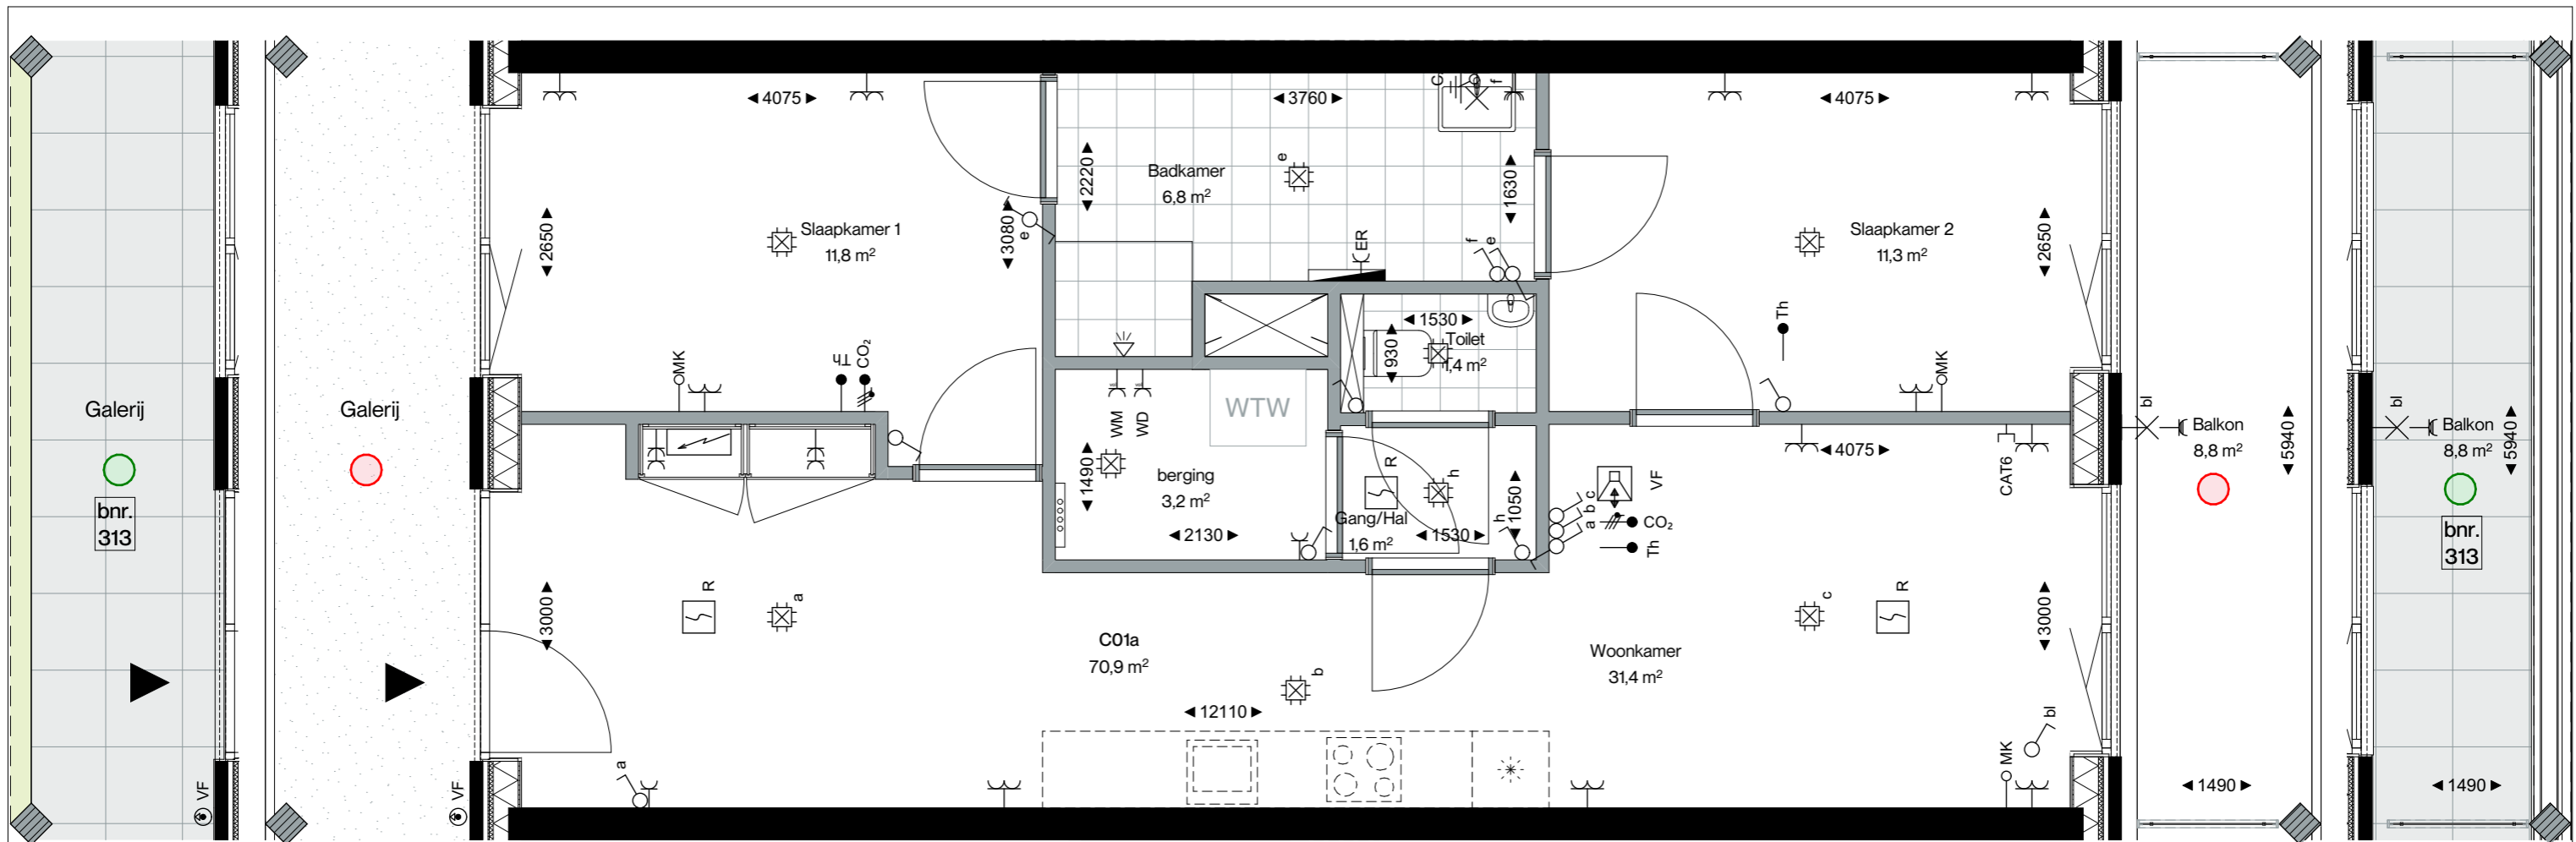 Galerij
bnr.
313
VF
Galerij
VF
4075
2650
Slaapkamer 1
11,8 m²
3080
e
MK
Th
CO₂
3760
2220
Badkamer
6,8 m²
e
C
f
1630
ER
f
e
4075
Slaapkamer 2
11,3 m²
2650
Th
MK
1530
930
Toilet
1,4 m²
WTW
WM
WD
1490
berging
3,2 m²
2130
R
h
Gang/Hal
1,6 m²
1530
1050
h
a b c
VF
CO₂
Th
4075
CAT6
3000
R
a
a
C01a
70,9 m²
b
12110
Woonkamer
31,4 m²
c
R
3000
MK
bl
bl
Balkon
8,8 m²
5940
1490
bl
Balkon
8,8 m²
5940
bnr.
313
1490